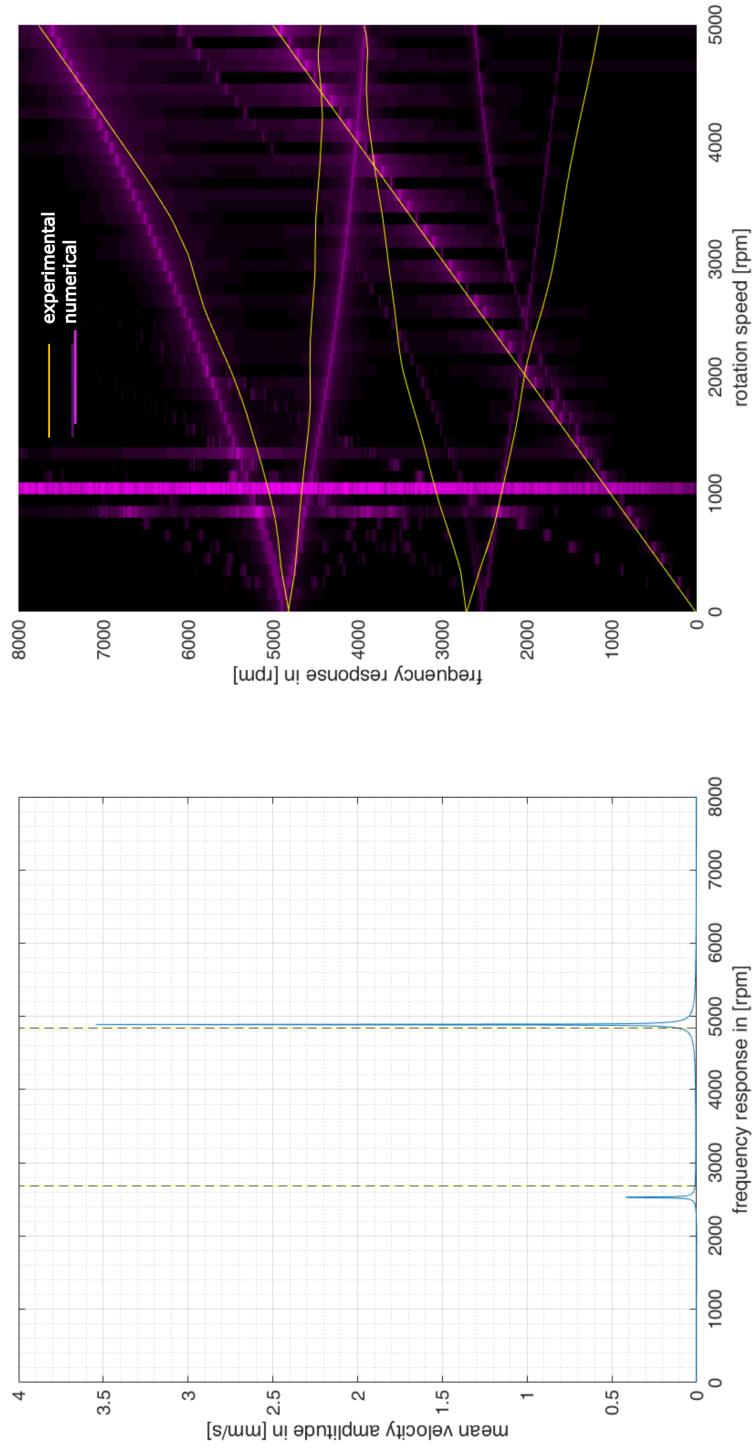 mean velocity amplitude in [mm/s]
4
3.5
3
2.5
2
1.5
1
0.5
0
0 1000 2000 3000 4000 5000 6000 7000 8000
frequency response in [rpm]
frequency response in [rpm]
8000
7000
6000
5000
4000
3000
2000
1000
0
experimental
numerical
0 1000 2000 3000 4000 5000
rotation speed [rpm]